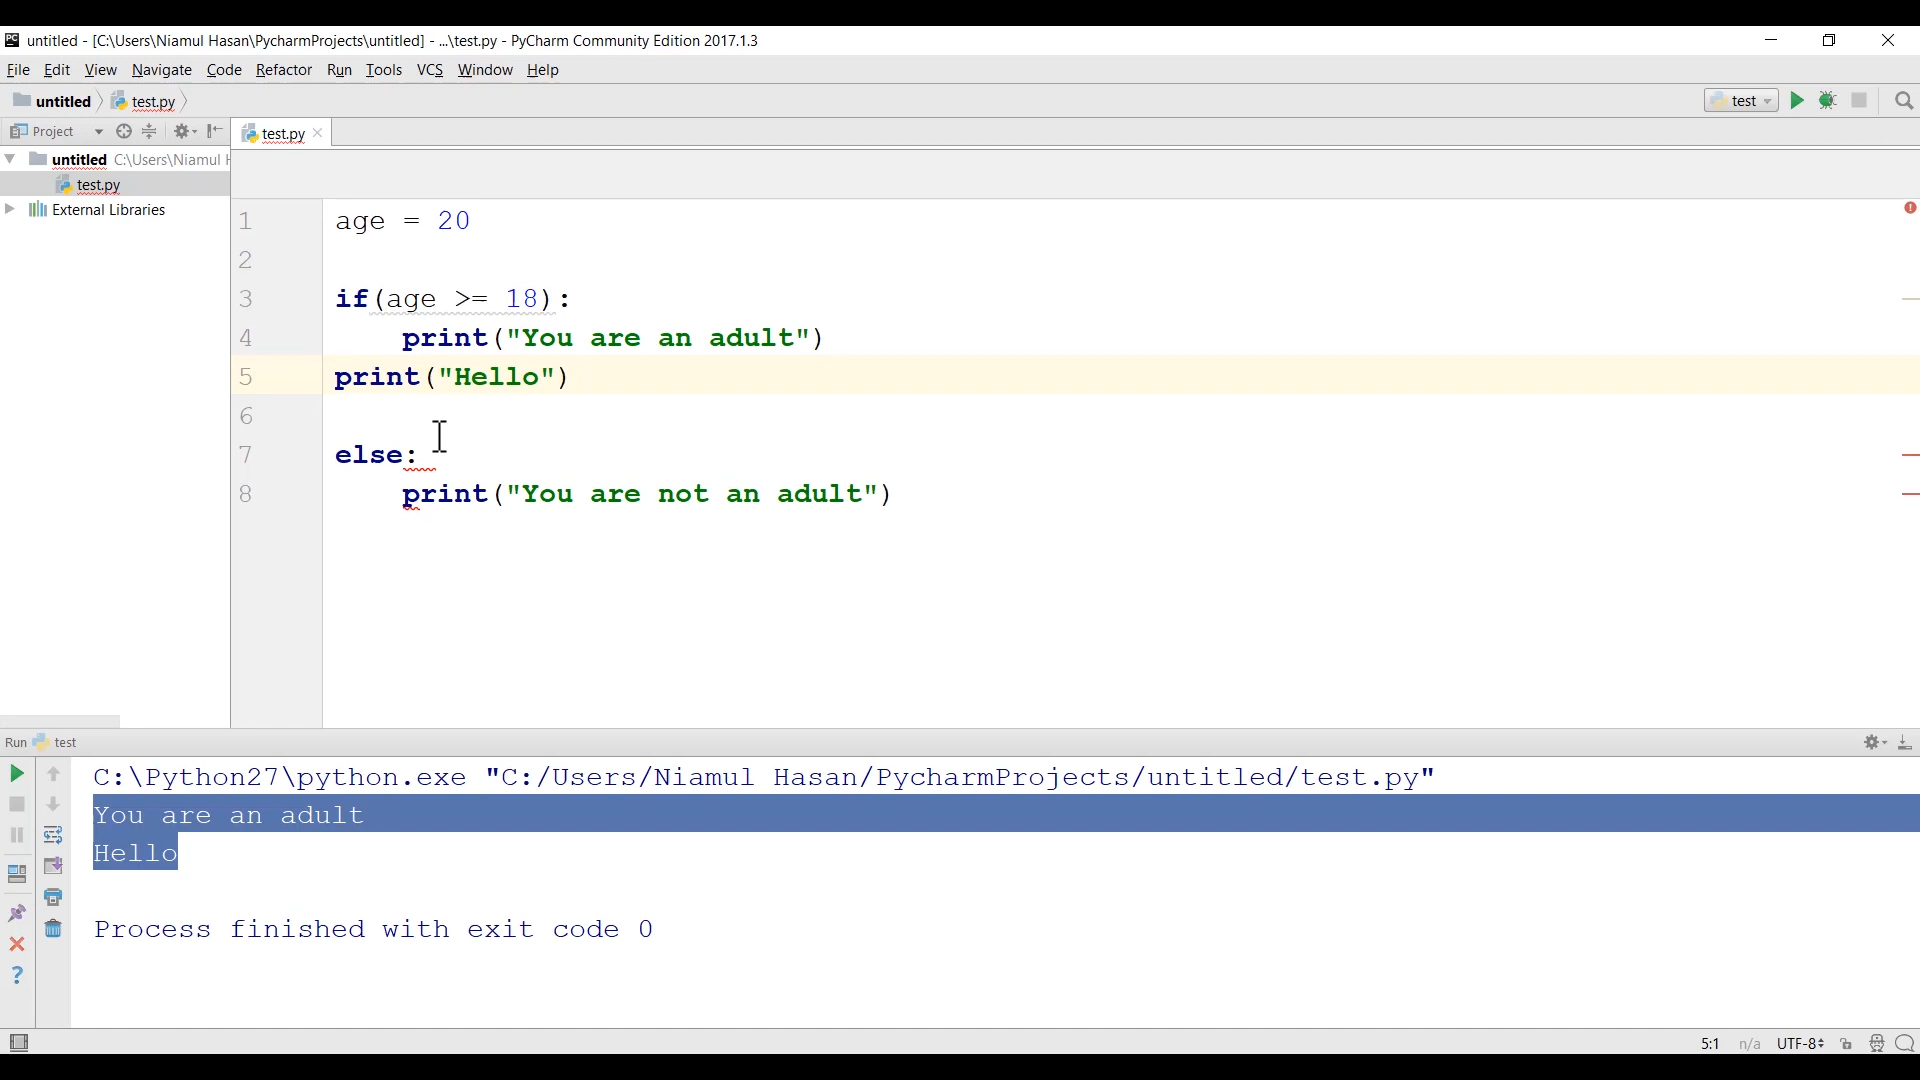 untitled - [C:\Users\Niamul Hasan\PycharmProjects\untitled] - ...\test.py - PyCharm Community Edition 2017.1.3
File Edit View Navigate Code Refactor Run Tools VCS Window Help
untitled test.py test
Project test.py
untitled C:\Users\Niamul
test.py
External Libraries
1 age = 20
2
3 if(age >= 18):
4 print("You are an adult")
5 print("Hello")
6
7 else:
8 print("You are not an adult")
Run test
C:\Python27\python.exe "C:/Users/Niamul Hasan/PycharmProjects/untitled/test.py"
You are an adult
Hello
Process finished with exit code 0
5:1 n/a UTF-8